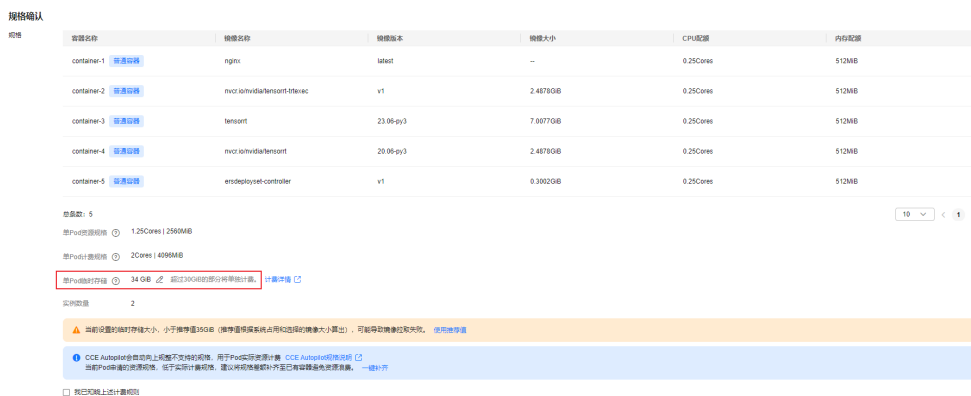 规格确认
规格
容器名称 镜像名称 镜像版本 镜像大小 CPU配额 内存配额
container-1 普通容器 nginx latest -- 0.25Cores 512MiB
container-2 普通容器 nvcr.io/nvidia/tensorrt-trtexec v1 2.4878GiB 0.25Cores 512MiB
container-3 普通容器 tensorrt 23.06-py3 7.0077GiB 0.25Cores 512MiB
container-4 普通容器 nvcr.io/nvidia/tensorrt 20.06-py3 2.4878GiB 0.25Cores 512MiB
container-5 普通容器 ersdeployset-controller v1 0.3002GiB 0.25Cores 512MiB
总条数：5 10 1
单Pod资源规格 1.25Cores | 2560MiB
单Pod计费规格 2Cores | 4096MiB
单Pod临时存储 34 GiB 超过30GiB的部分将单独计费。 计费详情
实例数量 2
当前设置的临时存储大小，小于推荐值35GiB（推荐值根据系统占用和选择的镜像大小算出），可能导致镜像拉取失败。 使用推荐值
CCE Autopilot会自动向上规整不支持的规格，用于Pod实际资源计费 CCE Autopilot规格说明
当前Pod申请的资源规格，低于实际计费规格，建议将规格差额补齐至已有容器避免资源浪费。 一键补齐
我已知晓上述计费规则